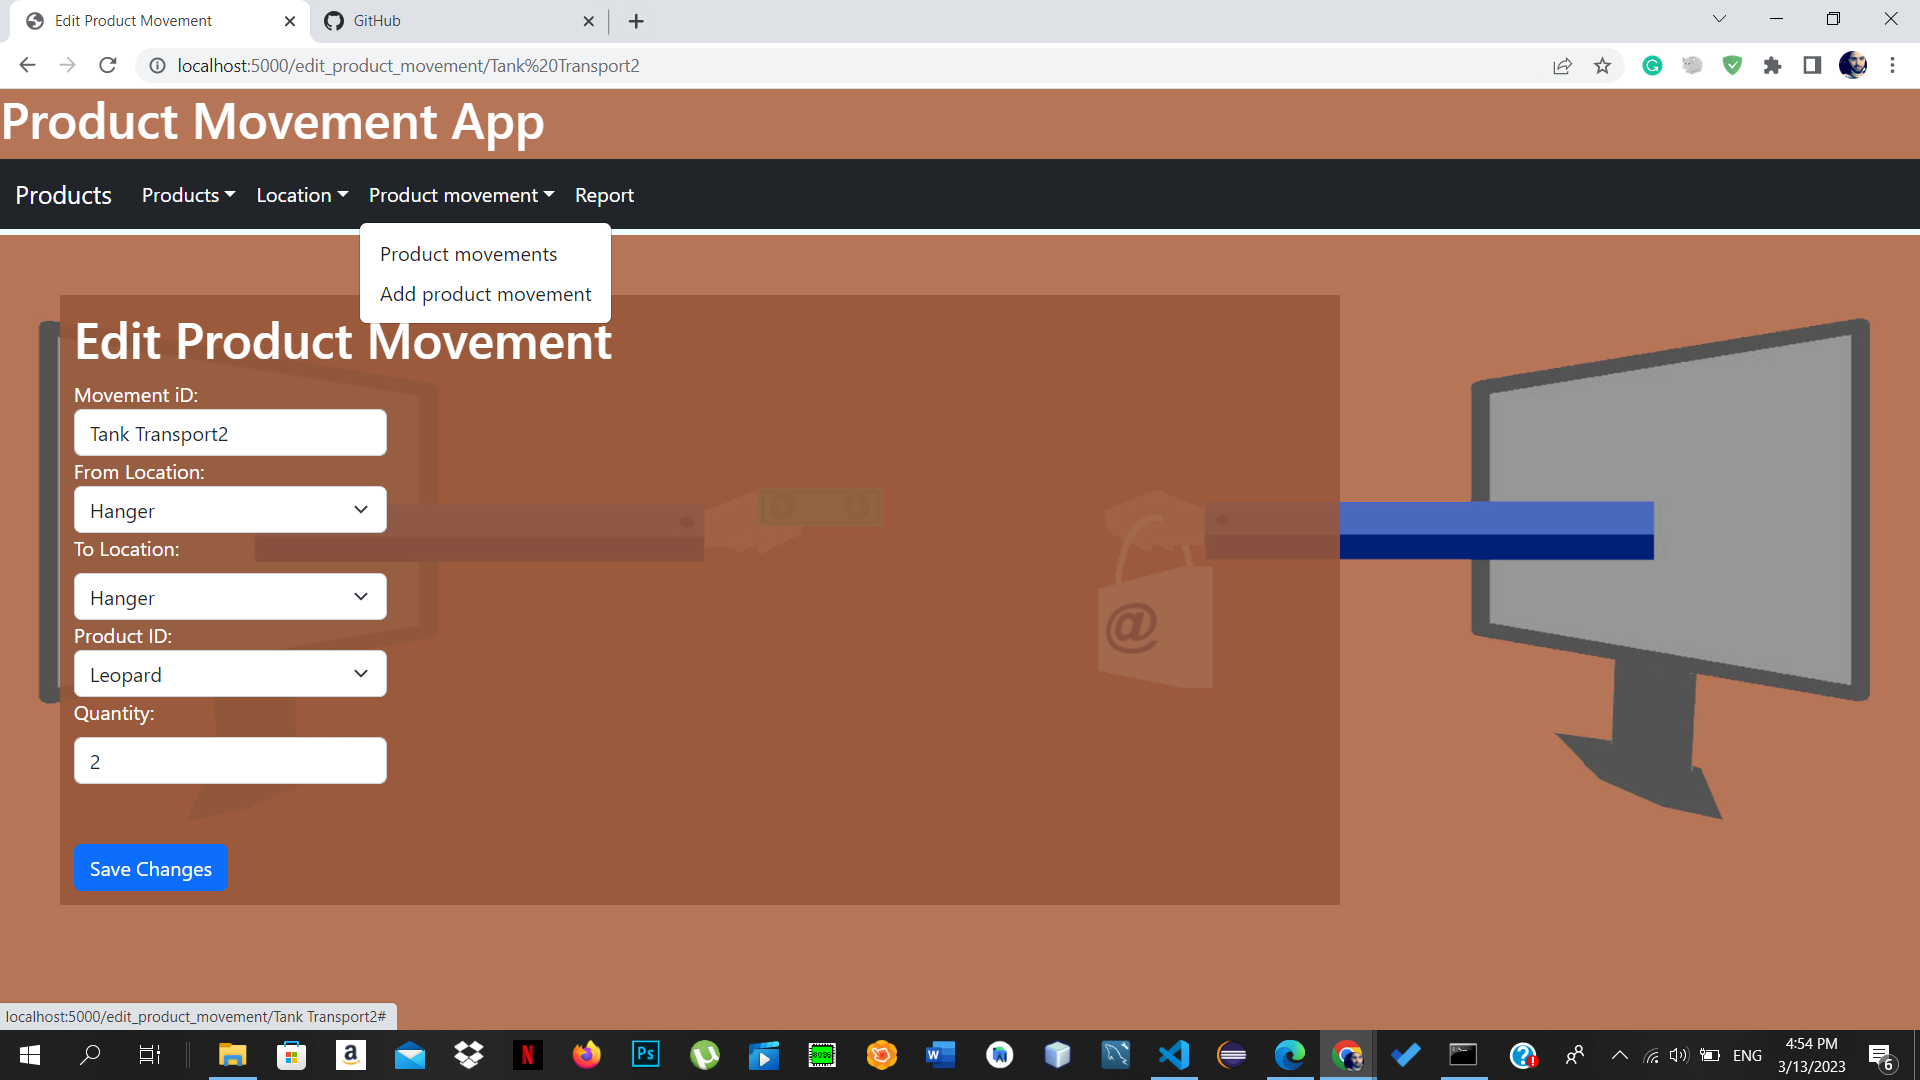 Edit Product Movement
GitHub
localhost:5000/edit_product_movement/Tank%20Transport2
Product Movement App
Products Products Location Product movement Report
Product movements
Add product movement
Edit Product Movement
Movement iD:
Tank Transport2
From Location:
Hanger
To Location:
Hanger
@
Product ID:
Leopard
Quantity:
2
Save Changes
localhost:5000/edit_product_movement/Tank Transport2#
ENG
4:54 PM
3/13/2023
6